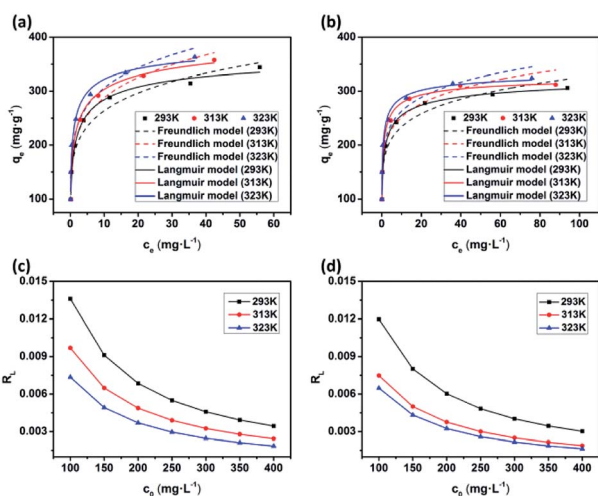 (a)
400
300
200
100
qe (mg·g-1)
293K 313K 323K
Freundlich model (293K)
Freundlich model (313K)
Freundlich model (323K)
Langmuir model (293K)
Langmuir model (313K)
Langmuir model (323K)
0 10 20 30 40 50 60
ce (mg·L-1)
(b)
400
300
200
100
qe (mg·g-1)
293K 313K 323K
Freundlich model (293K)
Freundlich model (313K)
Freundlich model (323K)
Langmuir model (293K)
Langmuir model (313K)
Langmuir model (323K)
0 20 40 60 80 100
ce (mg·L-1)
(c)
0.015
0.012
0.009
0.006
0.003
RL
293K
313K
323K
100 150 200 250 300 350 400
c0 (mg·L-1)
(d)
0.015
0.012
0.009
0.006
0.003
RL
293K
313K
323K
100 150 200 250 300 350 400
c0 (mg·L-1)